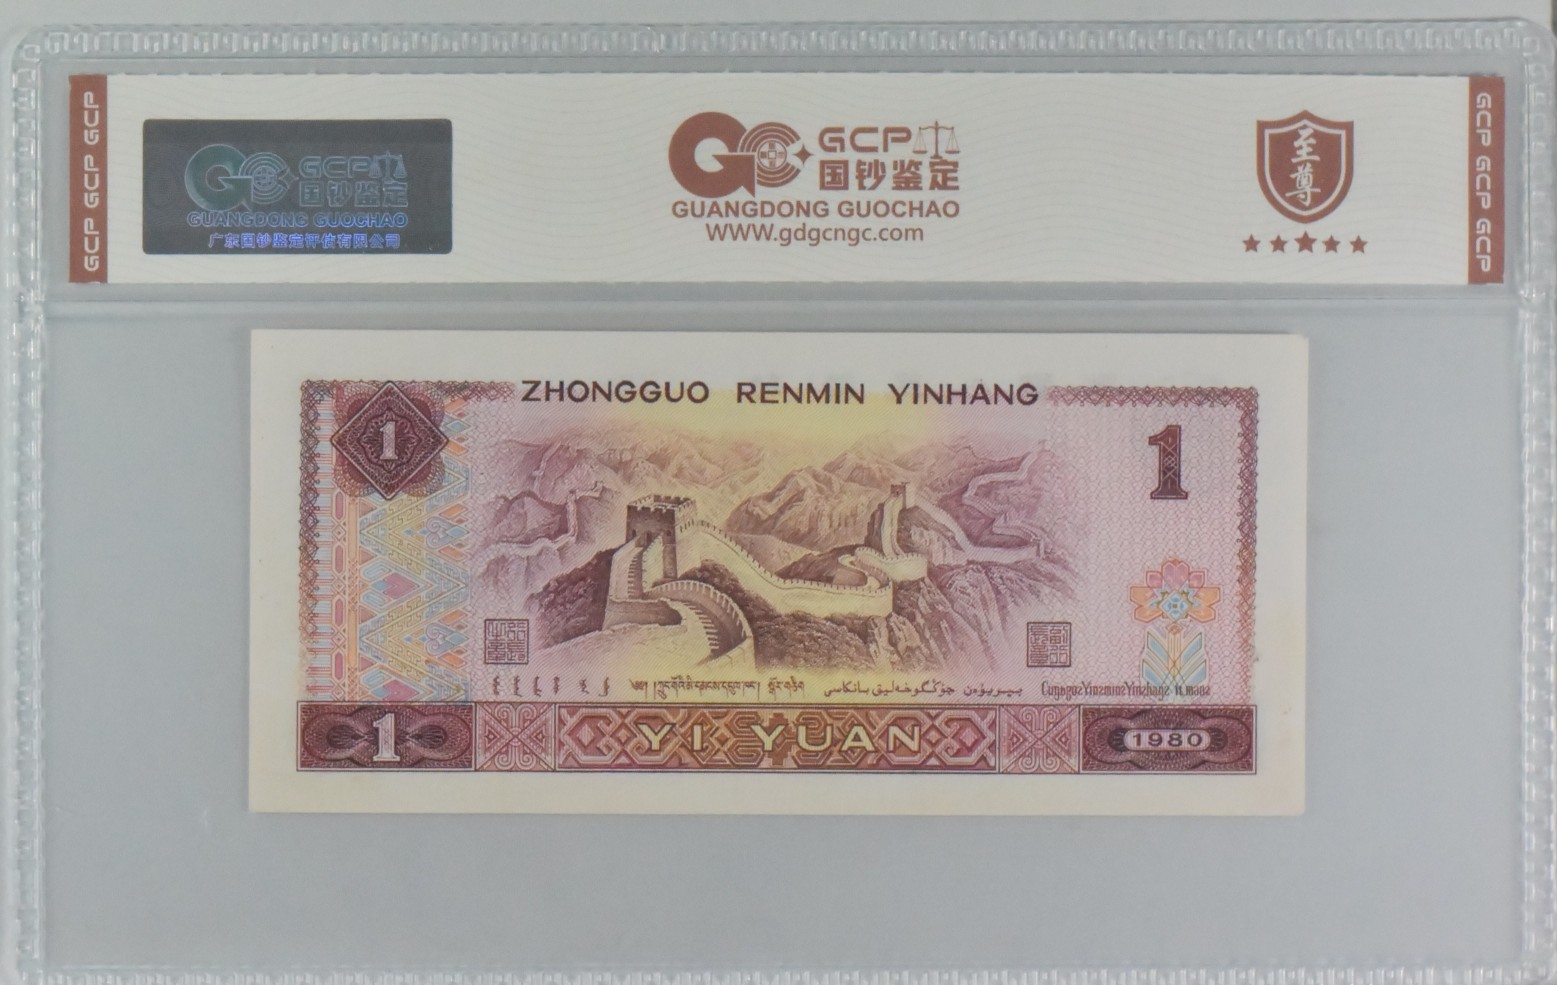 GCP GCP GCP
GCP
国钞鉴定
GUANGDONG GUOCHAO
广东国钞鉴定评估有限公司
GCP
国钞鉴定
GUANGDONG GUOCHAO
WWW.gdgcngc.com
至尊
GCP GCP GCP
ZHONGGUO RENMIN YINHANG
1
1
1
YI YUAN
1980